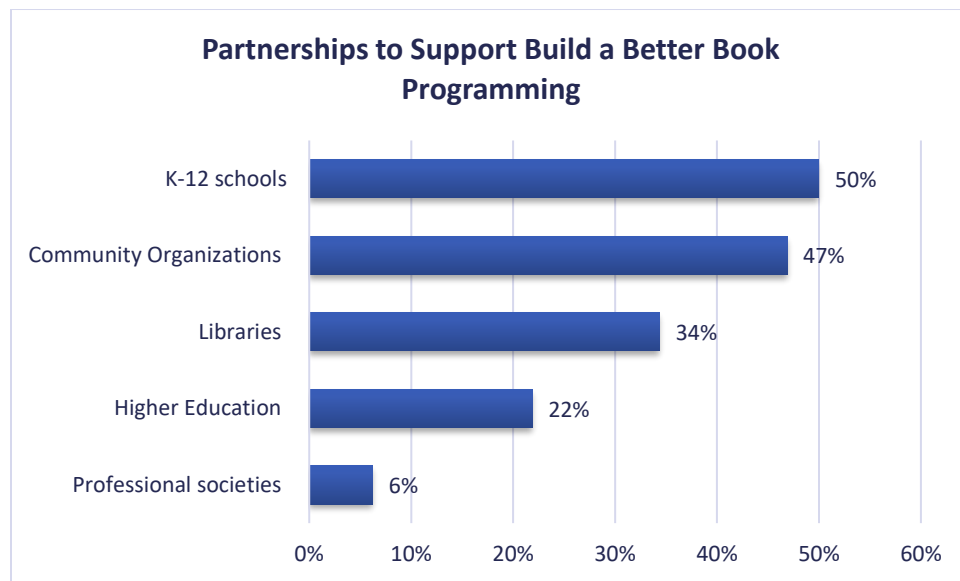 Partnerships to Support Build a Better Book
Programming
K-12 schools
50%
Community Organizations
47%
Libraries
34%
Higher Education
22%
Professional societies
6%
0% 10% 20% 30% 40% 50% 60%